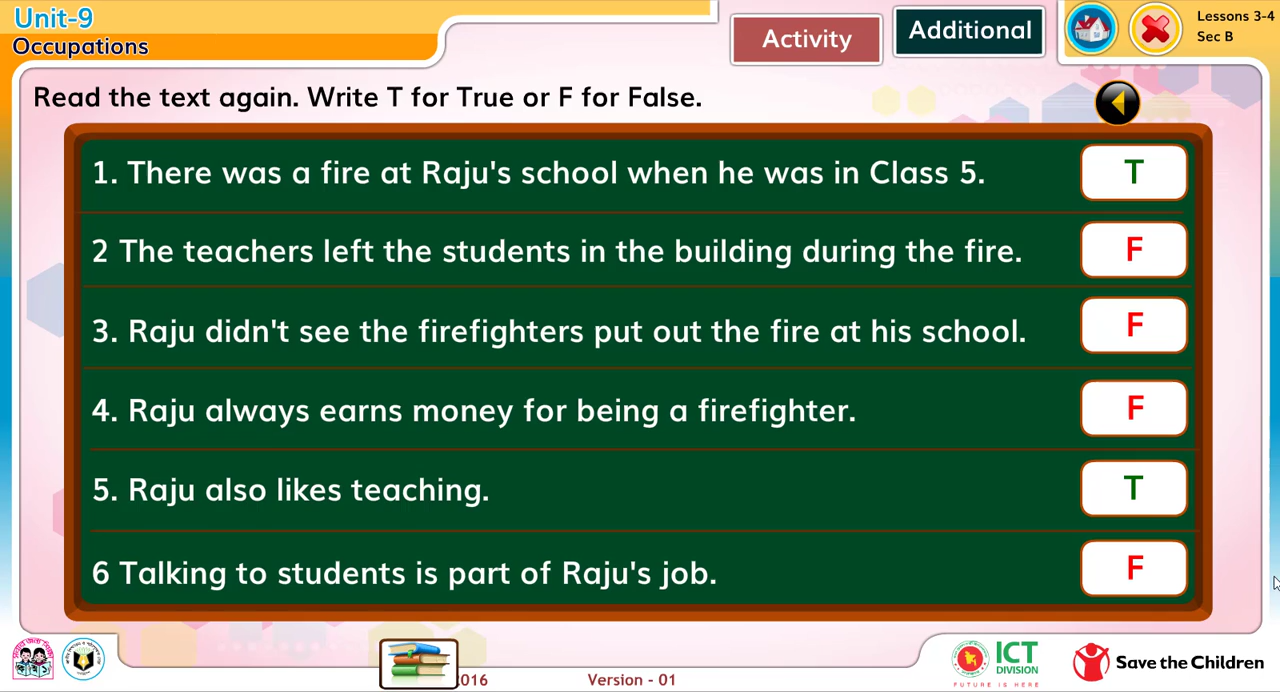 Unit-9
Occupations
Activity
Additional
Lessons 3-4
Sec B
Read the text again. Write T for True or F for False.
1. There was a fire at Raju's school when he was in Class 5. T
2 The teachers left the students in the building during the fire. F
3. Raju didn't see the firefighters put out the fire at his school. F
4. Raju always earns money for being a firefighter. F
5. Raju also likes teaching. T
6 Talking to students is part of Raju's job. F
2016
Version - 01
ICT
DIVISION
FUTURE IS HERE
Save the Children